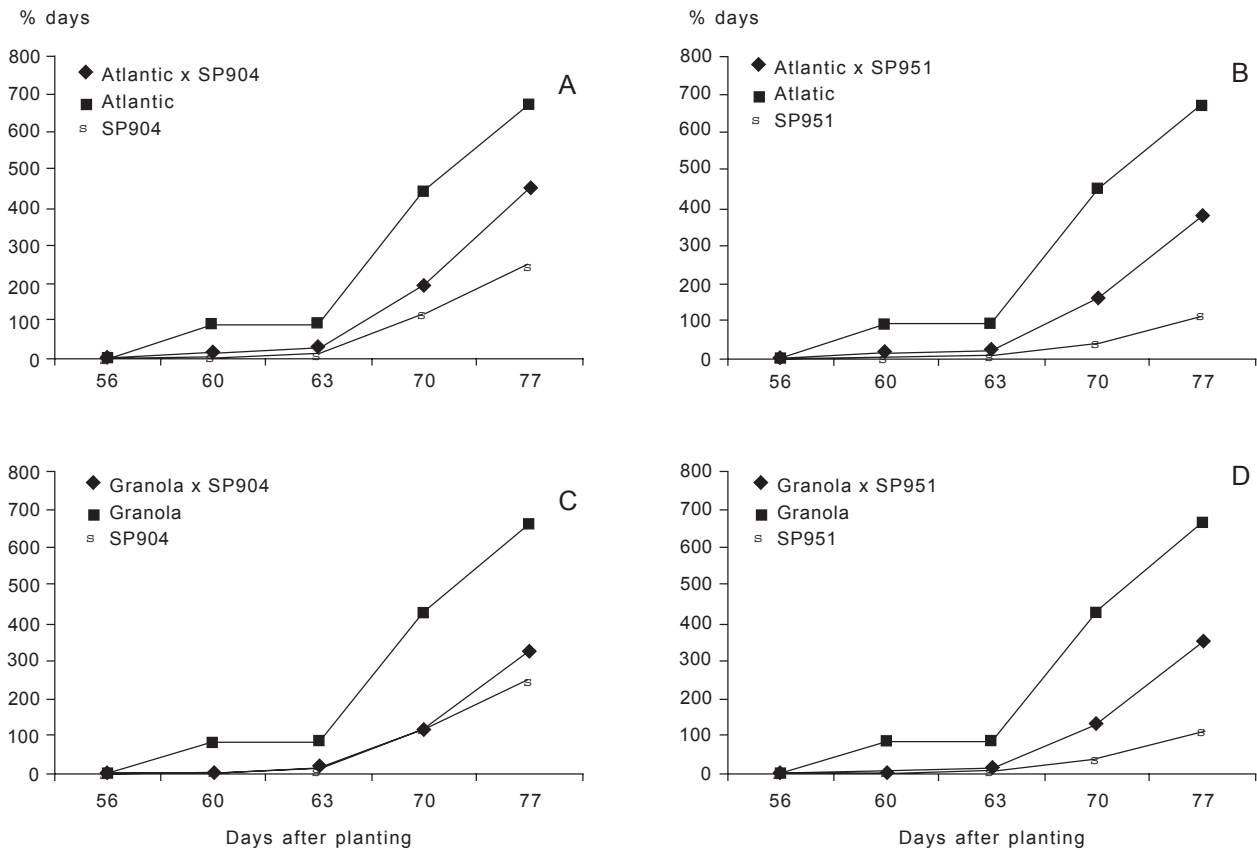 % days
800
700
600
500
400
300
200
100
0
Atlantic x SP904
Atlantic
s SP904
A
56 60 63 70 77
% days
800
700
600
500
400
300
200
100
0
Atlantic x SP951
Atlatic
s SP951
B
56 60 63 70 77
800
700
600
500
400
300
200
100
0
Granola x SP904
Granola
s SP904
C
56 60 63 70 77
Days after planting
800
700
600
500
400
300
200
100
0
Granola x SP951
Granola
s SP951
D
56 60 63 70 77
Days after planting